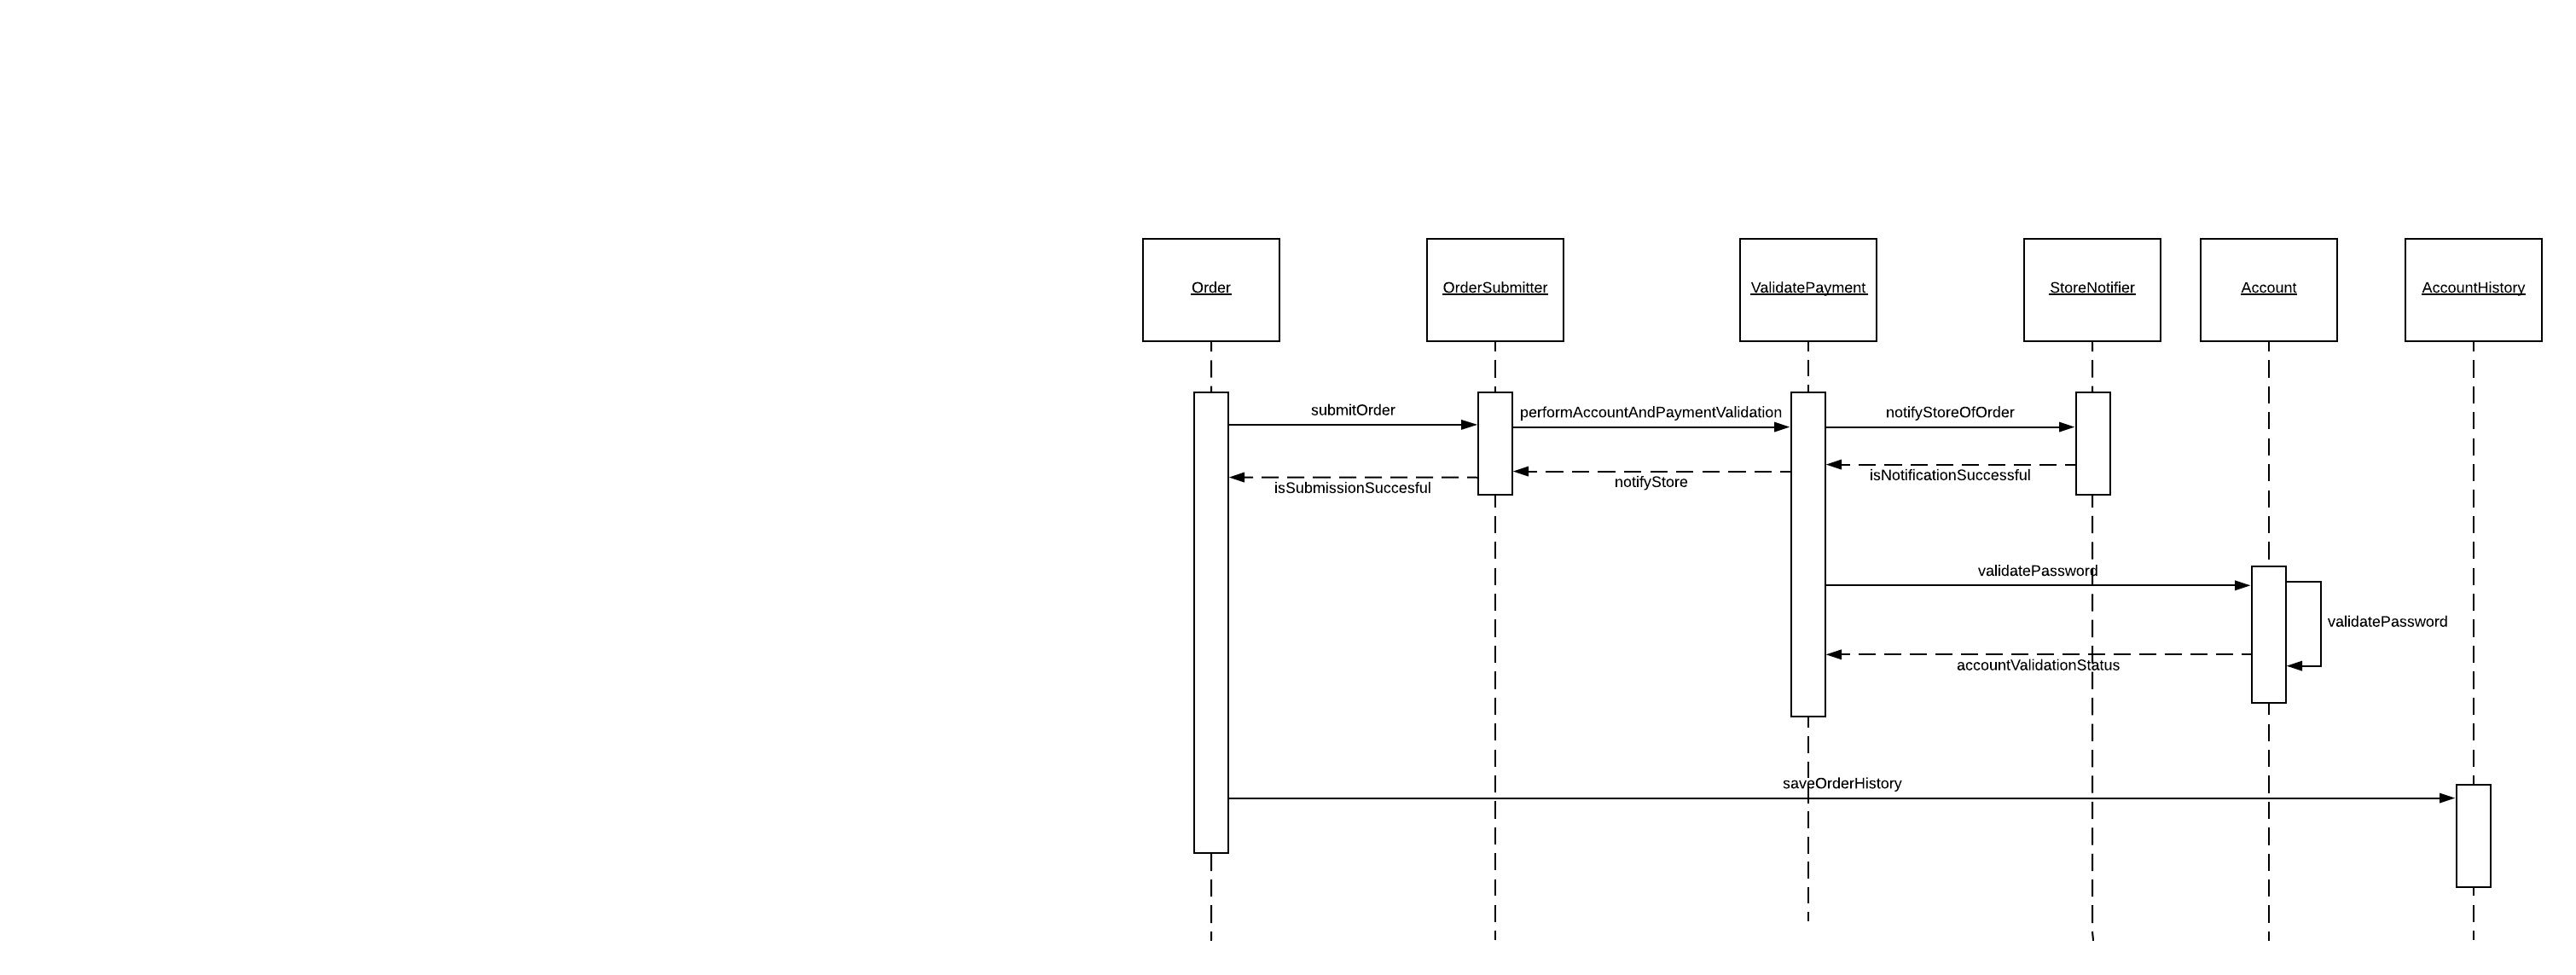 Order
OrderSubmitter
ValidatePayment
StoreNotifier
Account
AccountHistory
submitOrder
performAccountAndPaymentValidation
notifyStoreOfOrder
isSubmissionSuccesful
notifyStore
isNotificationSuccessful
validatePassword
validatePassword
accountValidationStatus
saveOrderHistory